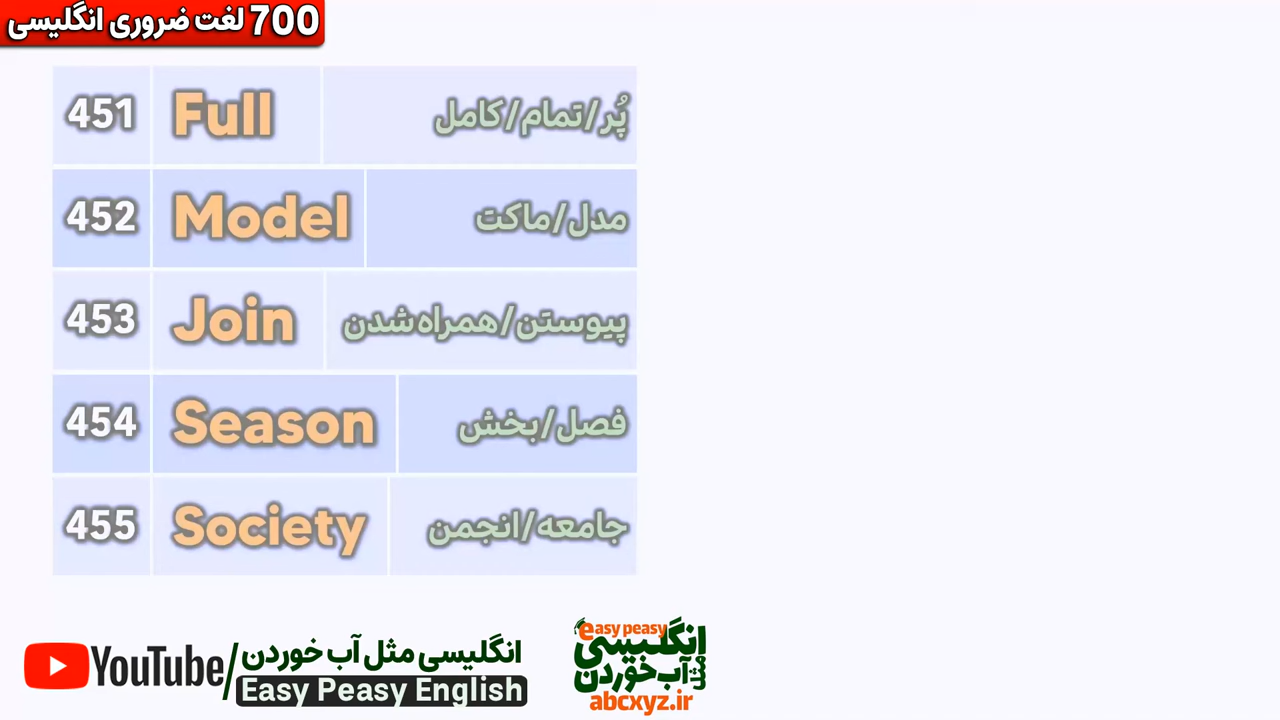 700 لغت ضروری انگلیسی
451 Full پُر/تمام/کامل
452 Model مدل/ماکت
453 Join پیوستن/همراه شدن
454 Season فصل/بخش
455 Society جامعه/انجمن
YouTube/انگلیسی مثل آب خوردن
Easy Peasy English
easy peasy
انگلیسی
مثل آب خوردن
abcxyz.ir